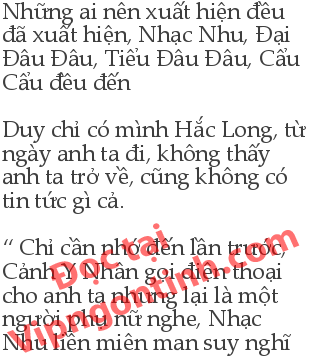 Những ai nên xuất hiện đều
đã xuất hiện, Nhạc Nhu, Đại
Đâu Đâu, Tiểu Đâu Đâu, Cẩu
Cẩu đều đến
Duy chỉ có mình Hắc Long, từ
ngày anh ta đi, không thấy
anh ta trở về, cũng không có
tin tức gì cả.
“ Chỉ cần nhớ đến lần trước,
Cảnh Y Nhân gọi điện thoại
cho anh ta nhưng lại là một
người phụ nữ nghe, Nhạc
Nhu liền miên man suy nghĩ
Đọc tại
Vipngontinh.com